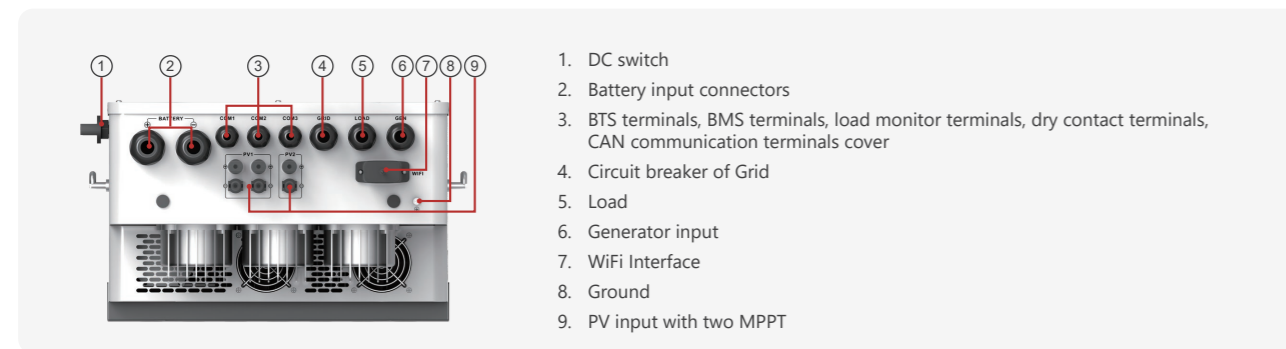 1 2 3 4 5 6 7 8 9
BATTERY COM1 COM2 COM3 GRID LOAD GEN
PV1 PV2
WIFI
1. DC switch
2. Battery input connectors
3. BTS terminals, BMS terminals, load monitor terminals, dry contact terminals,
CAN communication terminals cover
4. Circuit breaker of Grid
5. Load
6. Generator input
7. WiFi Interface
8. Ground
9. PV input with two MPPT